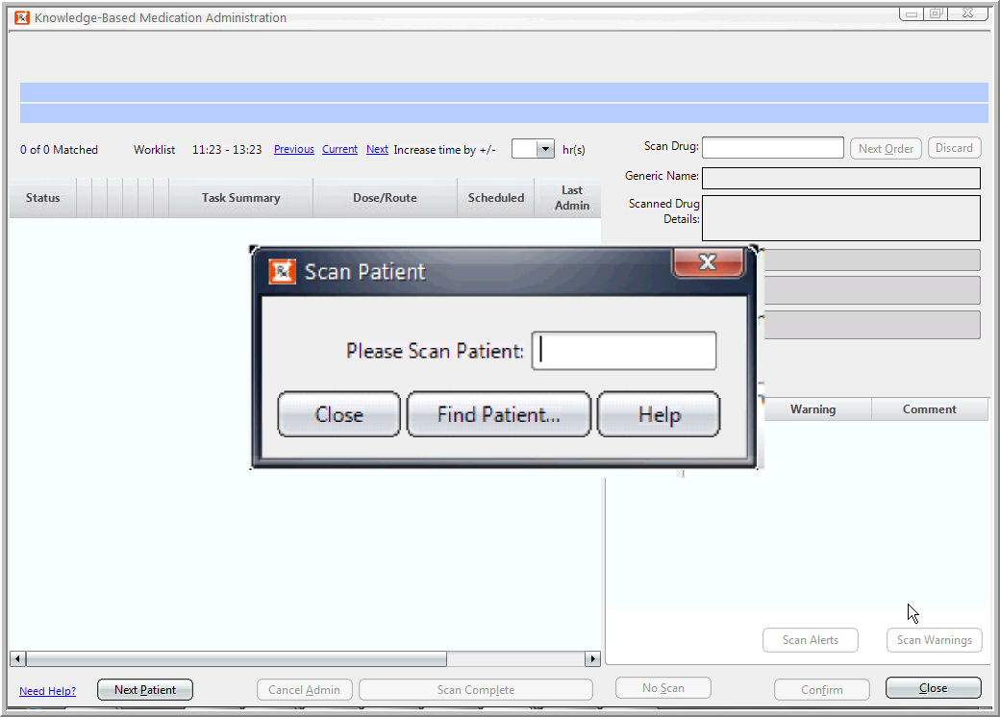 Knowledge-Based Medication Administration
0 of 0 Matched Worklist 11:23 - 13:23 Previous Current Next Increase time by +/- hr(s)
Scan Drug: Next Order Discard
Generic Name:
Scanned Drug
Details:
Status Task Summary Dose/Route Scheduled Last
Admin
Scan Patient
Please Scan Patient:
Close Find Patient... Help
Warning Comment
Scan Alerts Scan Warnings
Need Help? Next Patient Cancel Admin Scan Complete No Scan Confirm Close